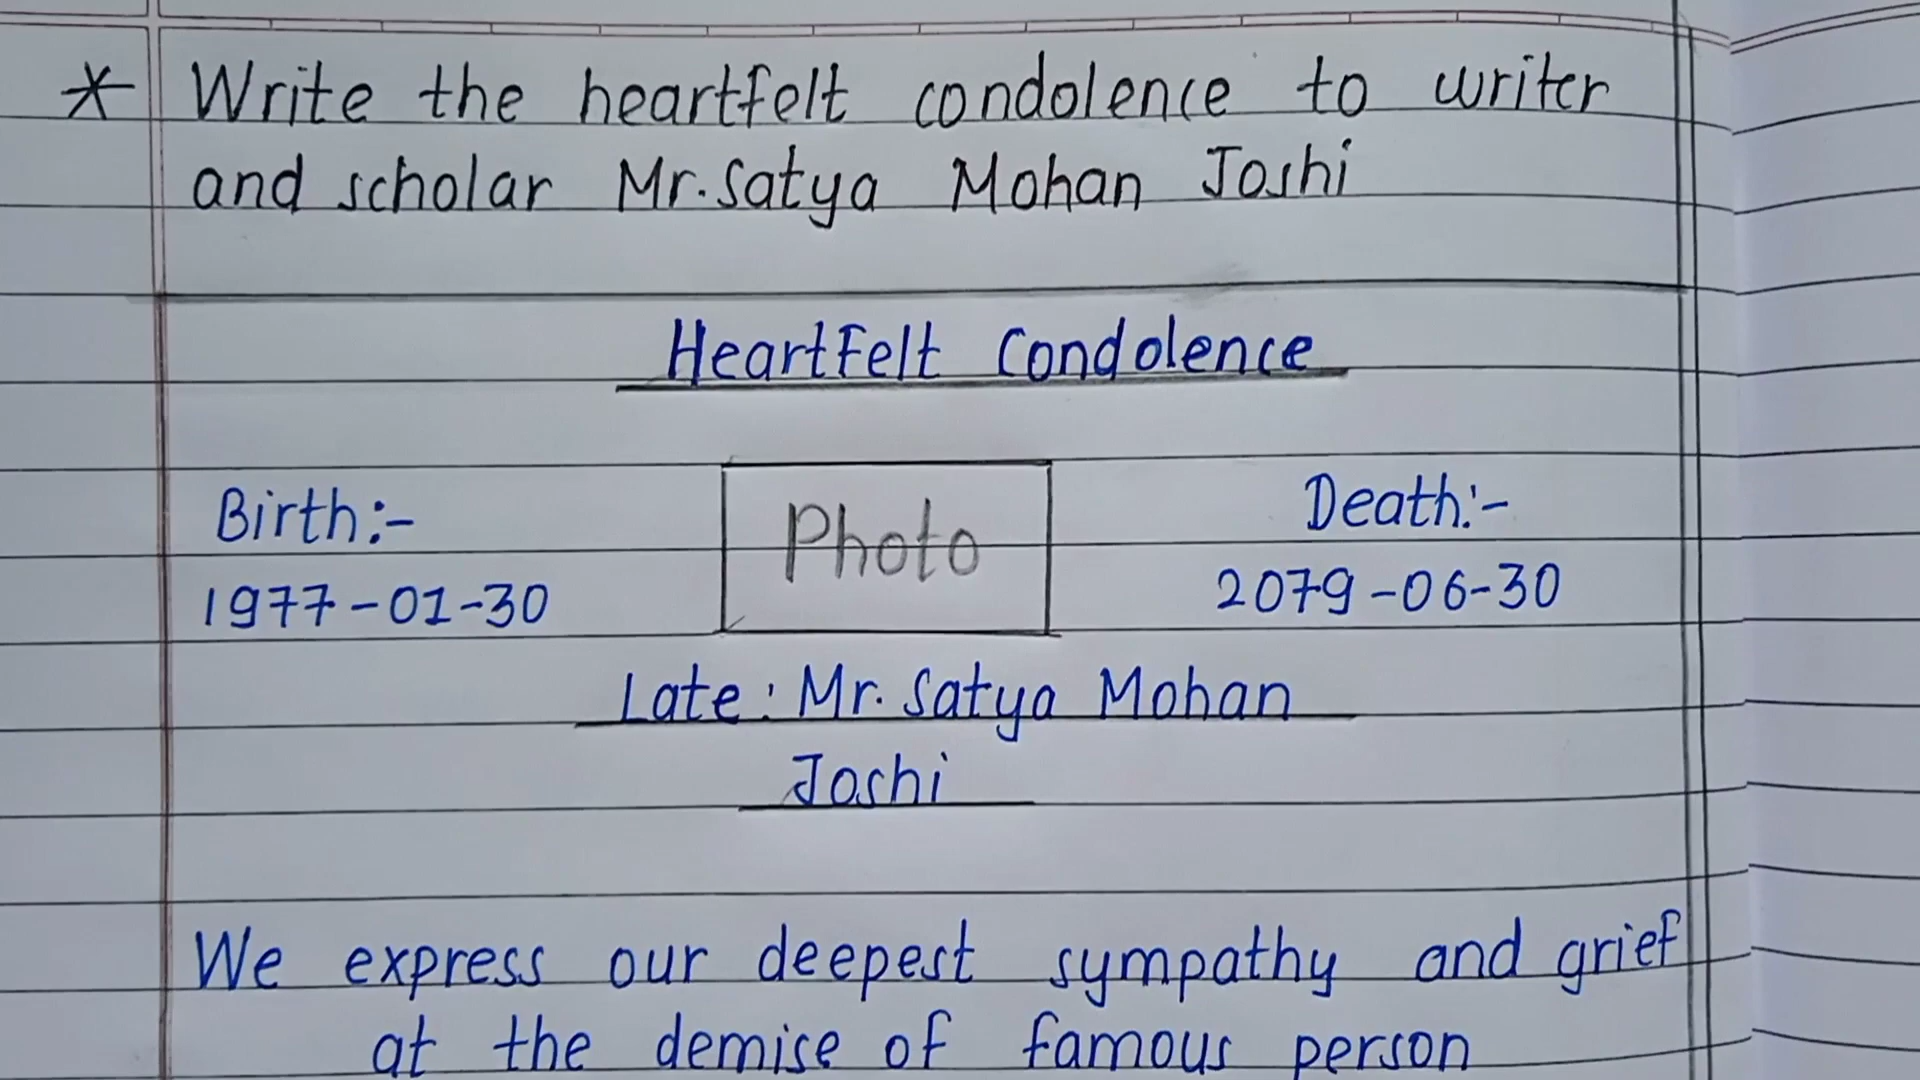 * Write the heartfelt condolence to writer
and scholar Mr. Satya Mohan Joshi
Heartfelt Condolence
Birth:-
1977-01-30
Photo
Death:-
2079-06-30
Late: Mr. Satya Mohan
Joshi
We express our deepest sympathy and grief
at the demise of famous person